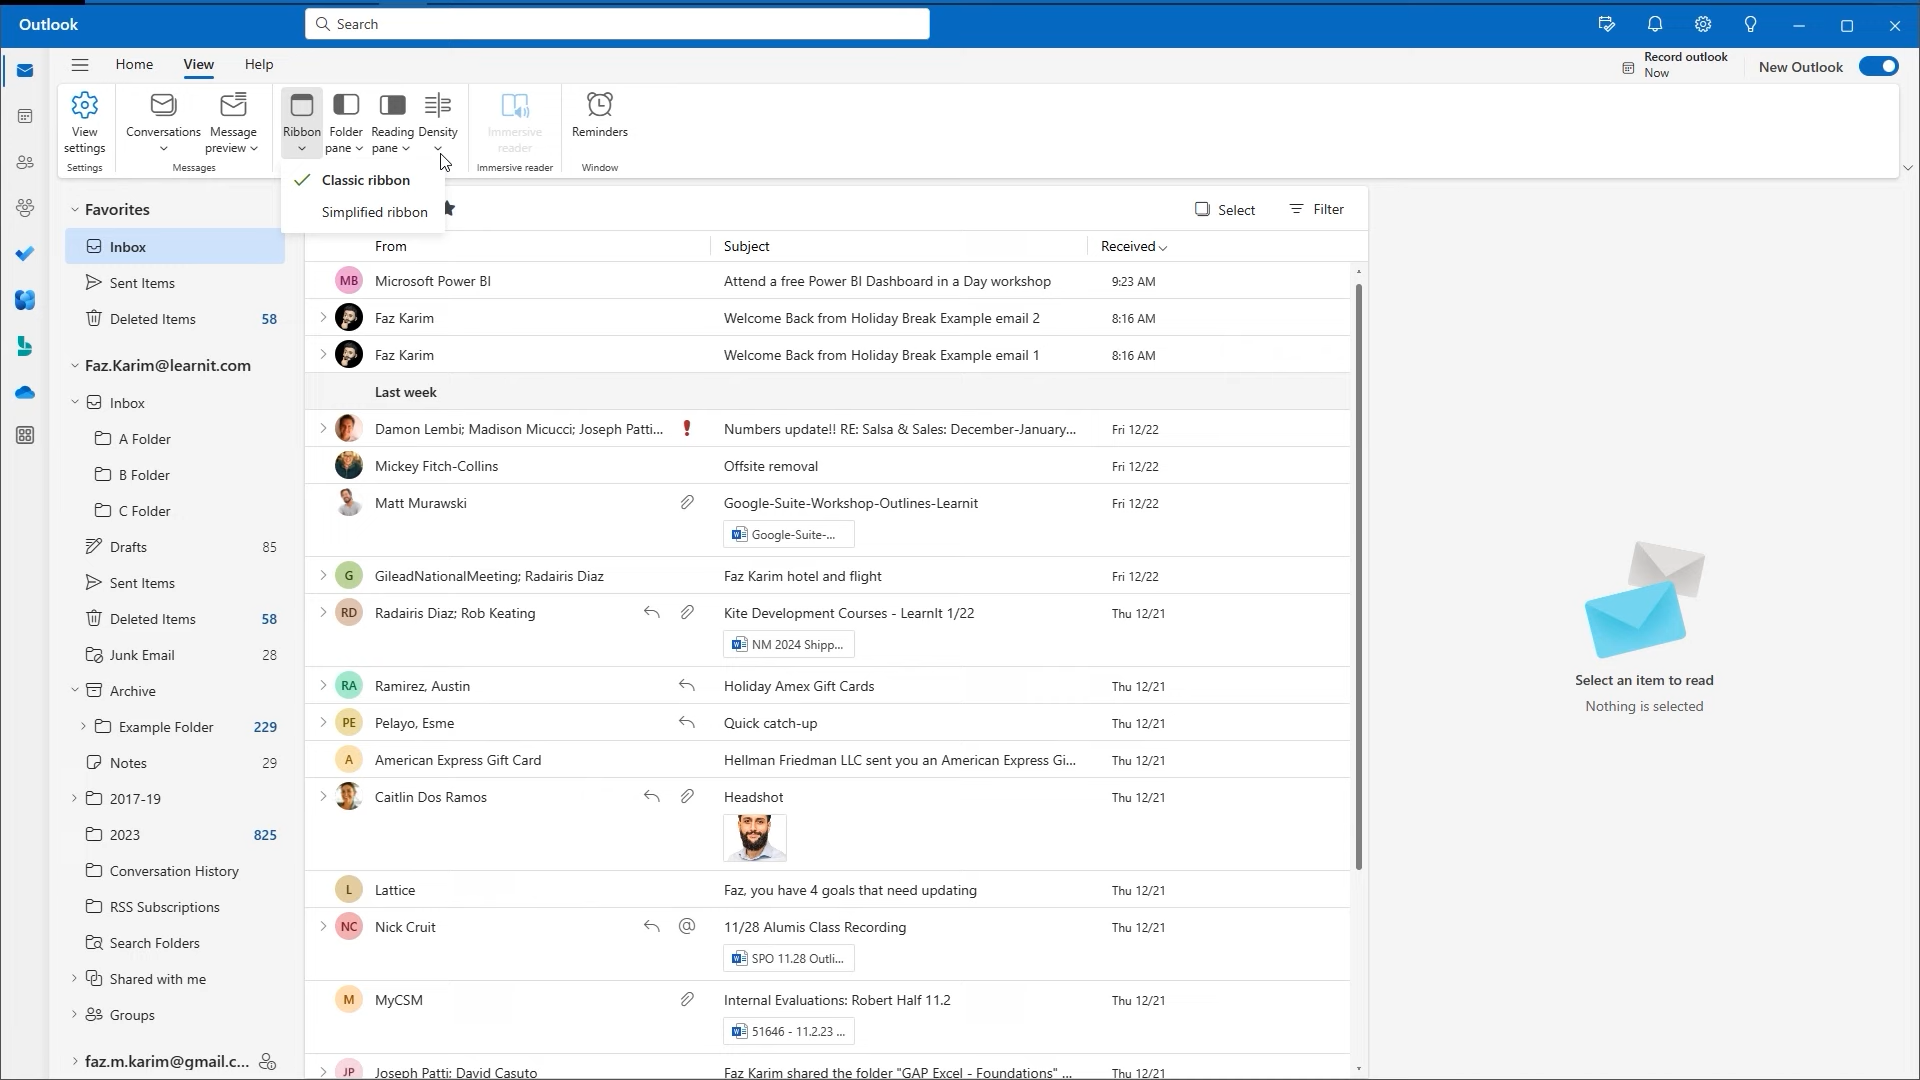 Outlook
Search
Home View Help
Record outlook
Now
New Outlook
View
settings
Settings
Conversations
Message
preview
Messages
Ribbon
Folder
pane
Reading
pane
Density
Immersive
reader
Immersive reader
Reminders
Window
Classic ribbon
Simplified ribbon
Favorites
Inbox
Sent Items
Deleted Items 58
Faz.Karim@learnit.com
Inbox
A Folder
B Folder
C Folder
Drafts 85
Sent Items
Deleted Items 58
Junk Email 28
Archive
Example Folder 229
Notes 29
2017-19
2023 825
Conversation History
RSS Subscriptions
Search Folders
Shared with me
Groups
faz.m.karim@gmail.c...
Select Filter
From Subject Received
MB Microsoft Power BI Attend a free Power BI Dashboard in a Day workshop 9:23 AM
Faz Karim Welcome Back from Holiday Break Example email 2 8:16 AM
Faz Karim Welcome Back from Holiday Break Example email 1 8:16 AM
Last week
Damon Lembi; Madison Micucci; Joseph Patti... Numbers update!! RE: Salsa & Sales: December-January... Fri 12/22
Mickey Fitch-Collins Offsite removal Fri 12/22
Matt Murawski Google-Suite-Workshop-Outlines-Learnit Fri 12/22
Google-Suite-...
G GileadNationalMeeting; Radairis Diaz Faz Karim hotel and flight Fri 12/22
RD Radairis Diaz; Rob Keating Kite Development Courses - LearnIt 1/22 Thu 12/21
NM 2024 Shipp...
RA Ramirez, Austin Holiday Amex Gift Cards Thu 12/21
PE Pelayo, Esme Quick catch-up Thu 12/21
A American Express Gift Card Hellman Friedman LLC sent you an American Express Gi... Thu 12/21
Caitlin Dos Ramos Headshot Thu 12/21
L Lattice Faz, you have 4 goals that need updating Thu 12/21
NC Nick Cruit @ 11/28 Alumis Class Recording Thu 12/21
SPO 11.28 Outli...
M MyCSM Internal Evaluations: Robert Half 11.2 Thu 12/21
51646 - 11.2.23 ...
JP Joseph Patti; David Casuto Faz Karim shared the folder "GAP Excel - Foundations" ... Thu 12/21
Select an item to read
Nothing is selected